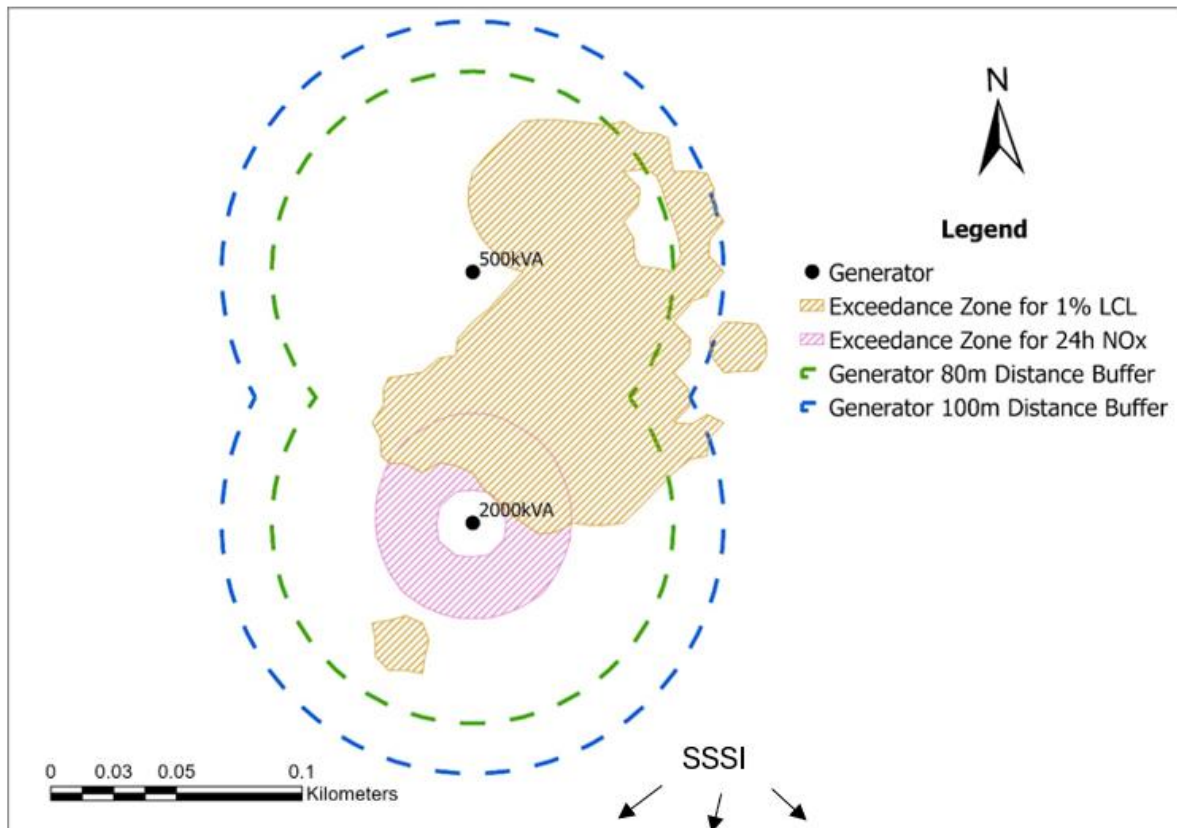 N
Legend
500kVA
Generator
Exceedance Zone for 1% LCL
Exceedance Zone for 24h NOx
Generator 80m Distance Buffer
Generator 100m Distance Buffer
2000kVA
SSSI
0 0.03 0.05 0.1
Kilometers